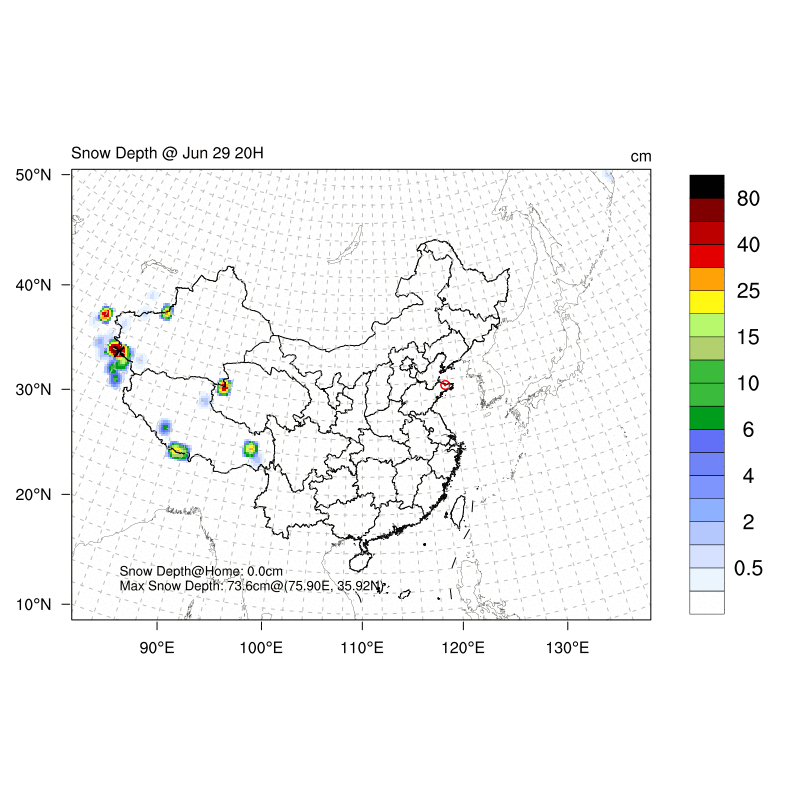 Snow Depth @ Jun 29 20H
cm
50°N
40°N
30°N
20°N
10°N
90°E
100°E
110°E
120°E
130°E
80
40
25
15
10
6
4
2
0.5
Snow Depth@Home: 0.0cm
Max Snow Depth: 73.6cm@(75.90E, 35.92N)